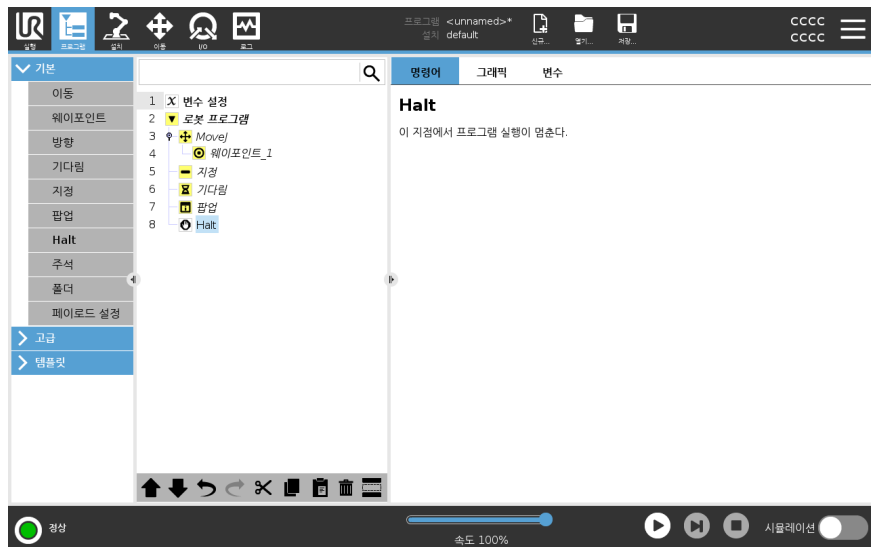 UR
프로그램 <unnamed>*
설치 default
cccc
cccc
실행 프로그램 설치 이동 I/O 로그
신규... 열기... 저장...
기본
이동
웨이포인트
방향
기다림
지정
팝업
Halt
주석
폴더
페이로드 설정
고급
템플릿
1 X 변수 설정
2 로봇 프로그램
3 MoveJ
4 웨이포인트_1
5 지정
6 기다림
7 팝업
8 Halt
명령어 그래픽 변수
Halt
이 지점에서 프로그램 실행이 멈춘다.
정상
속도 100%
시뮬레이션